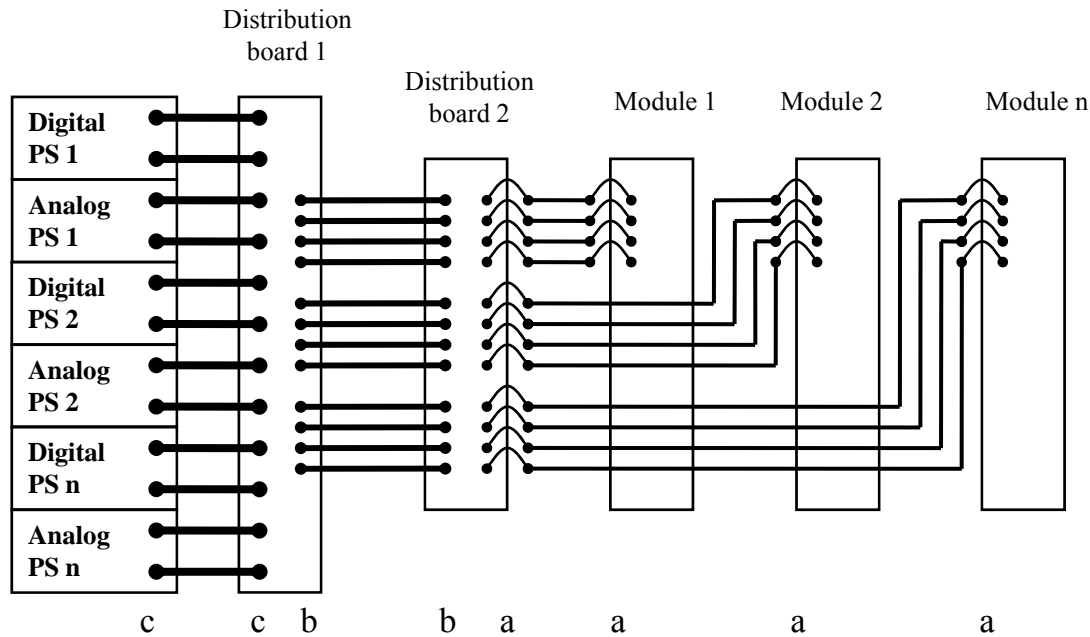 Distribution
board 1
Distribution
board 2
Module 1
Module 2
Module n
Digital
PS 1
Analog
PS 1
Digital
PS 2
Analog
PS 2
Digital
PS n
Analog
PS n
c c b b a a a a